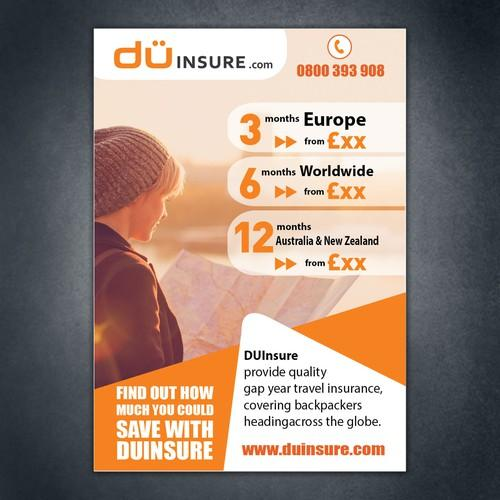 dü INSURE .com
0800 393 908
3 months Europe
from £xx
6 months Worldwide
from £xx
12 months
Australia & New Zealand
from £xx
DUInsure
provide quality
gap year travel insurance,
covering backpackers
headingacross the globe.
FIND OUT HOW
MUCH YOU COULD
SAVE WITH
DUINSURE
www.duinsure.com